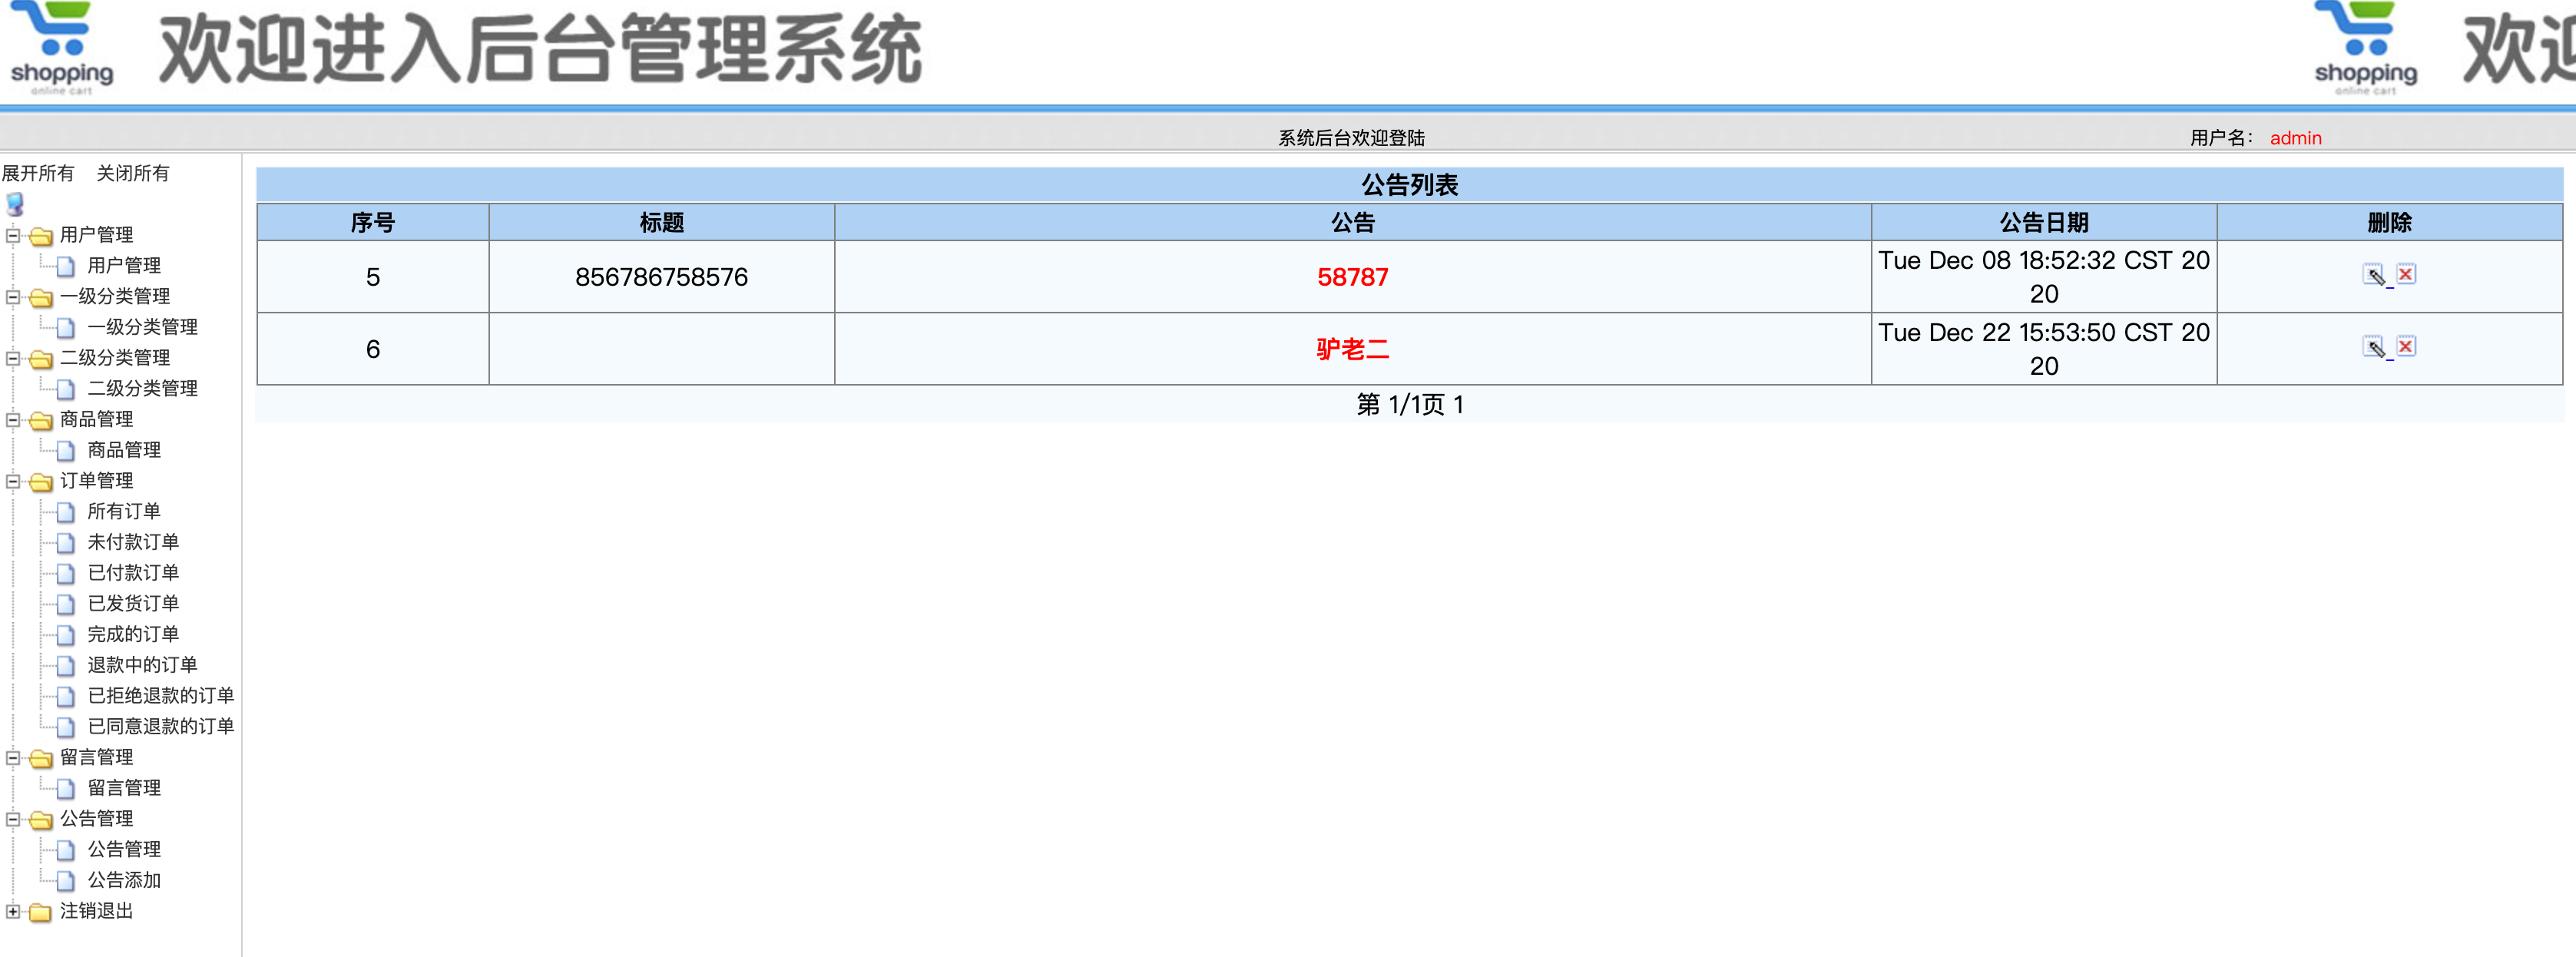 shopping
online cart
欢迎进入后台管理系统
shopping
online cart
欢迎
系统后台欢迎登陆
用户名： admin
展开所有 关闭所有
用户管理
用户管理
一级分类管理
一级分类管理
二级分类管理
二级分类管理
商品管理
商品管理
订单管理
所有订单
未付款订单
已付款订单
已发货订单
完成的订单
退款中的订单
已拒绝退款的订单
已同意退款的订单
留言管理
留言管理
公告管理
公告管理
公告添加
注销退出
公告列表
序号 标题 公告 公告日期 删除
5 856786758576 58787 Tue Dec 08 18:52:32 CST 20
20
6 驴老二 Tue Dec 22 15:53:50 CST 20
20
第 1/1页 1